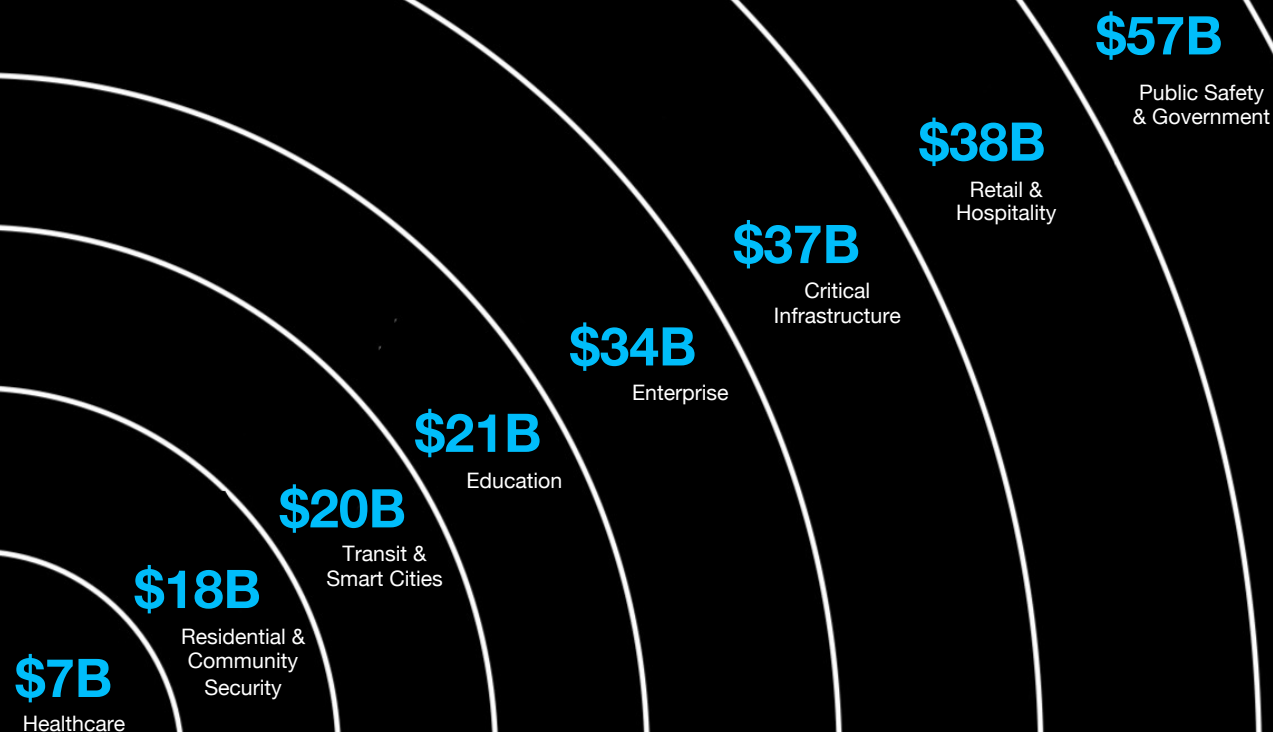 $57B
Public Safety
& Government
$38B
Retail &
Hospitality
$37B
Critical
Infrastructure
$34B
Enterprise
$21B
Education
$20B
Transit &
Smart Cities
$18B
Residential &
Community
Security
$7B
Healthcare